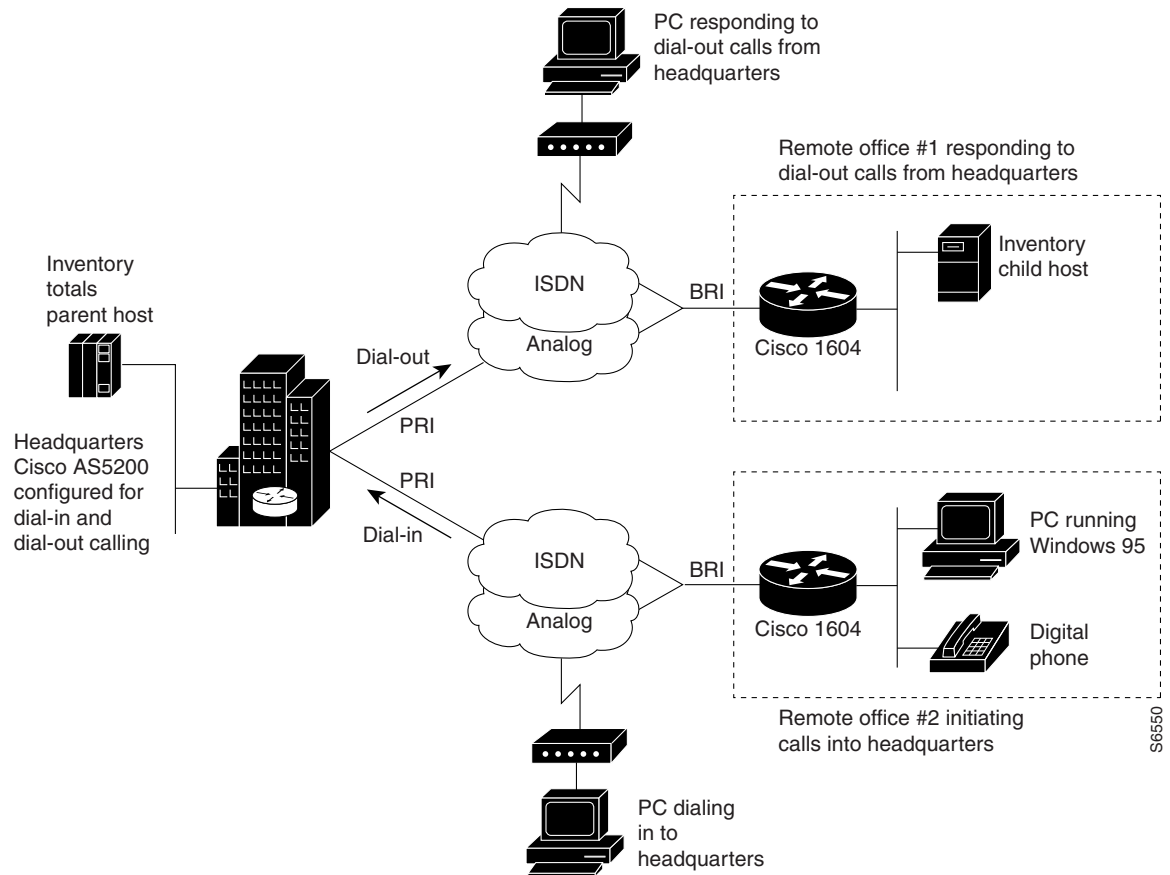 PC responding to
dial-out calls from
headquarters
Remote office #1 responding to
dial-out calls from headquarters
Inventory
child host
ISDN
Analog
BRI
Cisco 1604
Inventory
totals
parent host
Dial-out
PRI
Headquarters
Cisco AS5200
configured for
dial-in and
dial-out calling
PRI
Dial-in
ISDN
Analog
BRI
Cisco 1604
PC running
Windows 95
Digital
phone
Remote office #2 initiating
calls into headquarters
S6550
PC dialing
in to
headquarters